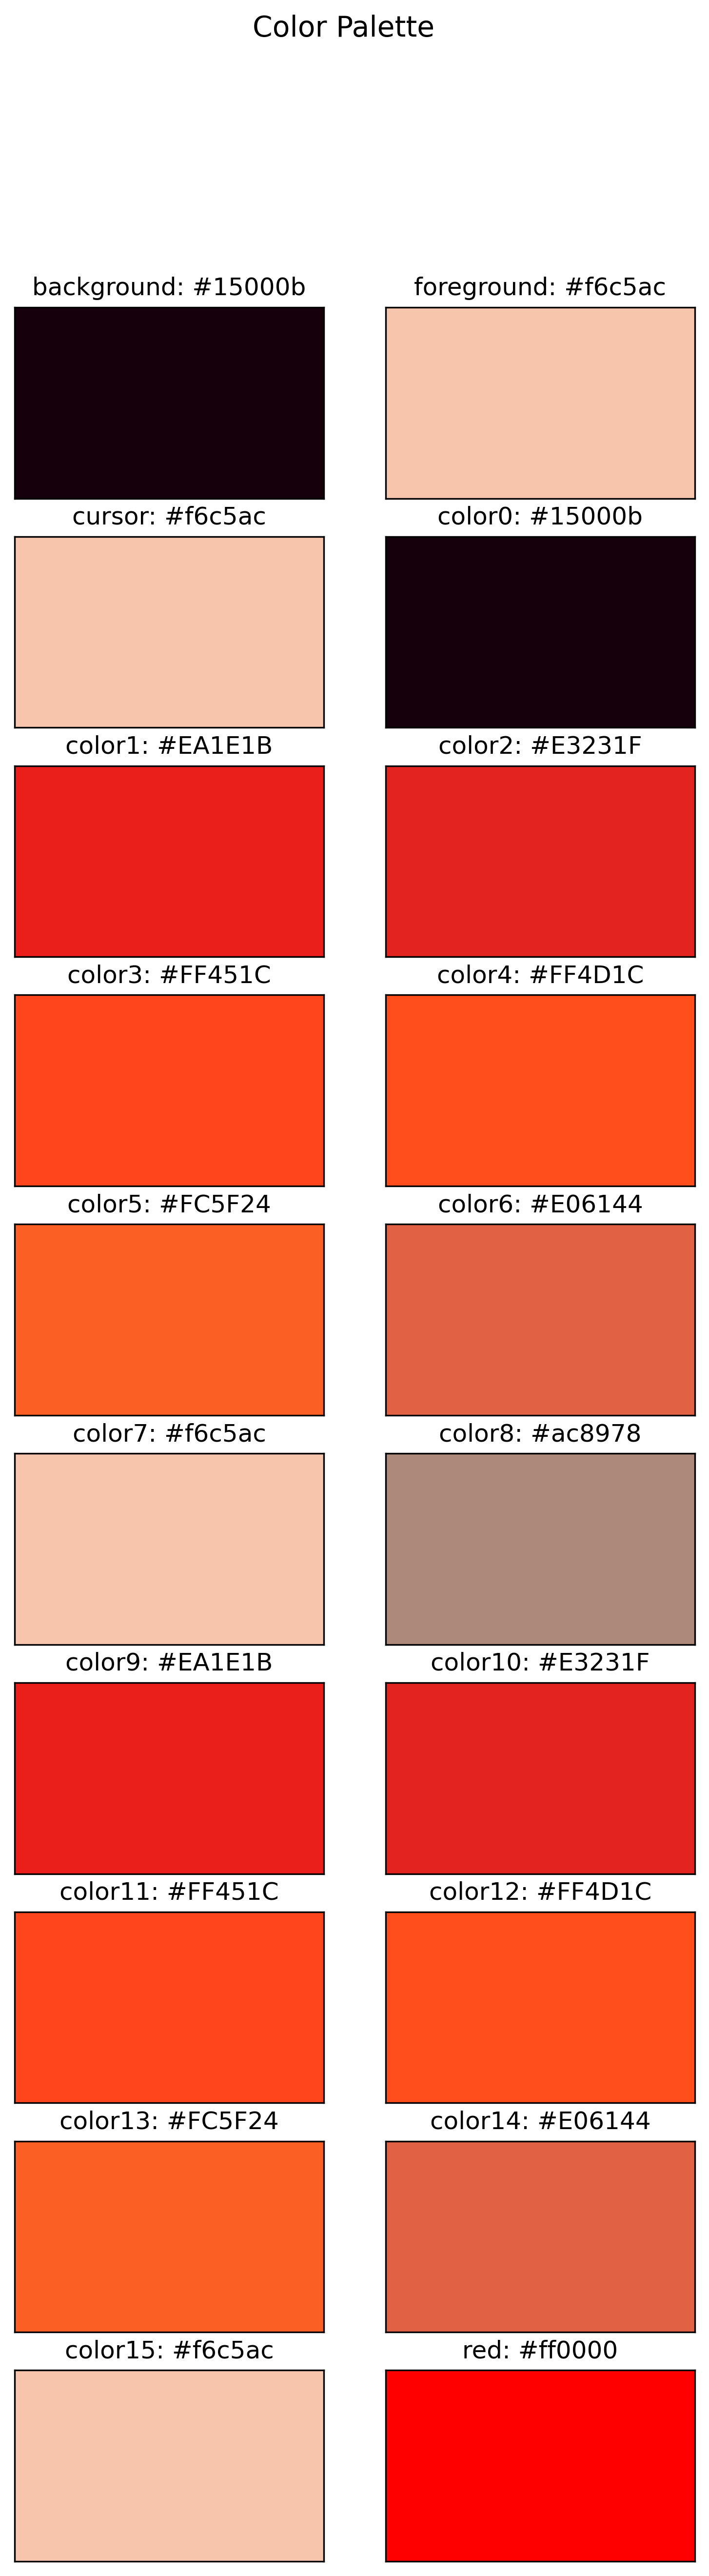 Color Palette
background: #15000b
foreground: #f6c5ac
cursor: #f6c5ac
color0: #15000b
color1: #EA1E1B
color2: #E3231F
color3: #FF451C
color4: #FF4D1C
color5: #FC5F24
color6: #E06144
color7: #f6c5ac
color8: #ac8978
color9: #EA1E1B
color10: #E3231F
color11: #FF451C
color12: #FF4D1C
color13: #FC5F24
color14: #E06144
color15: #f6c5ac
red: #ff0000